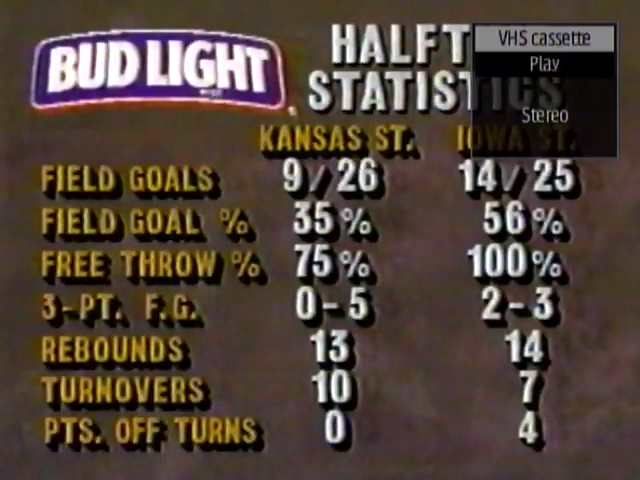 BUD LIGHT
HALFT
STATISTICS
VHS cassette
Play
Stereo
KANSAS ST. IOWA ST.
FIELD GOALS 9/26 14/25
FIELD GOAL % 35% 56%
FREE THROW % 75% 100%
3-PT. F.G. 0-5 2-3
REBOUNDS 13 14
TURNOVERS 10 7
PTS. OFF TURNS 0 4